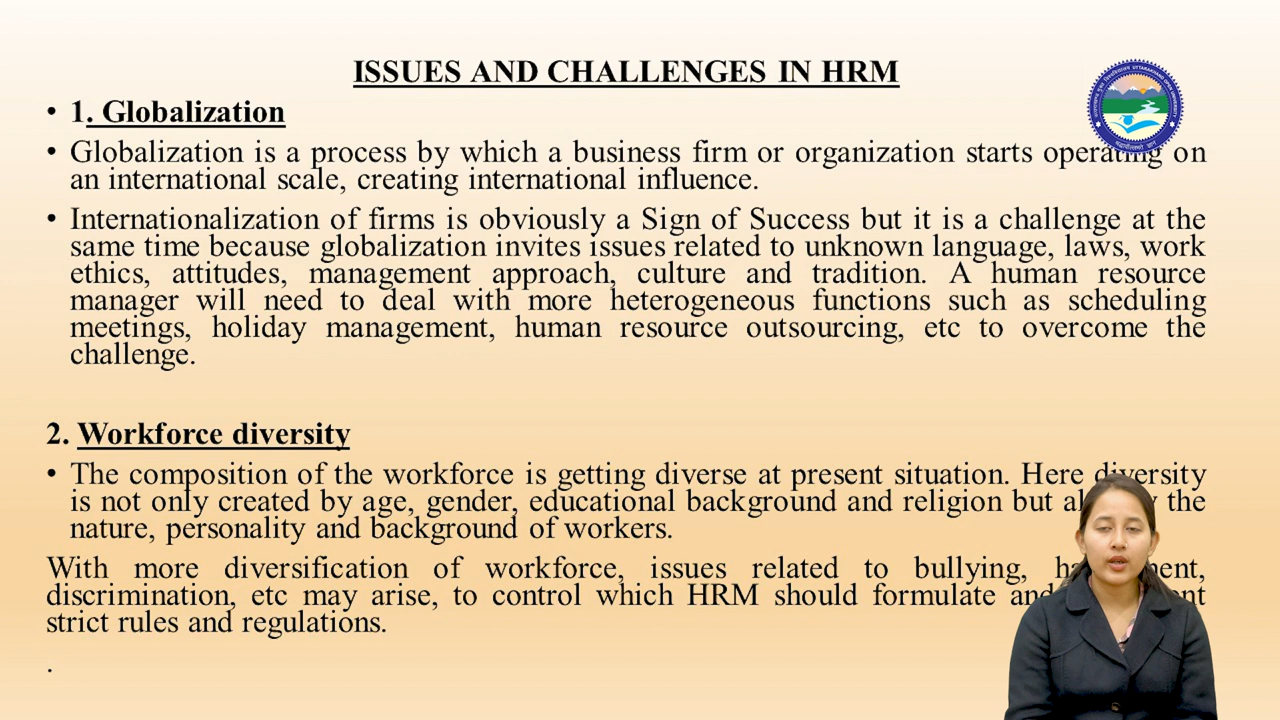 ISSUES AND CHALLENGES IN HRM
• 1. Globalization
• Globalization is a process by which a business firm or organization starts operating on
an international scale, creating international influence.
• Internationalization of firms is obviously a Sign of Success but it is a challenge at the
same time because globalization invites issues related to unknown language, laws, work
ethics, attitudes, management approach, culture and tradition. A human resource
manager will need to deal with more heterogeneous functions such as scheduling
meetings, holiday management, human resource outsourcing, etc to overcome the
challenge.
2. Workforce diversity
• The composition of the workforce is getting diverse at present situation. Here diversity
is not only created by age, gender, educational background and religion but the
nature, personality and background of workers.
With more diversification of workforce, issues related to bullying,
discrimination, etc may arise, to control which HRM should formulate
strict rules and regulations.
.